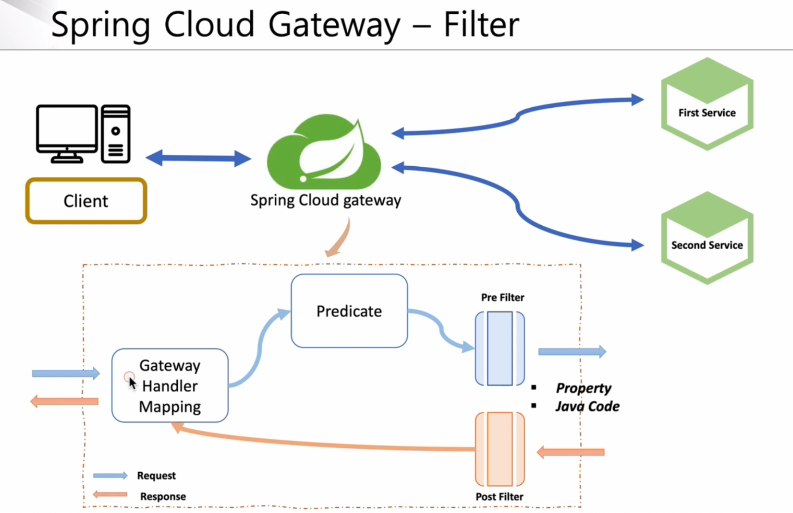 Spring Cloud Gateway – Filter
Client
Spring Cloud gateway
First Service
Second Service
Predicate
Pre Filter
Gateway
Handler
Mapping
▪ Property
▪ Java Code
Request
Response
Post Filter